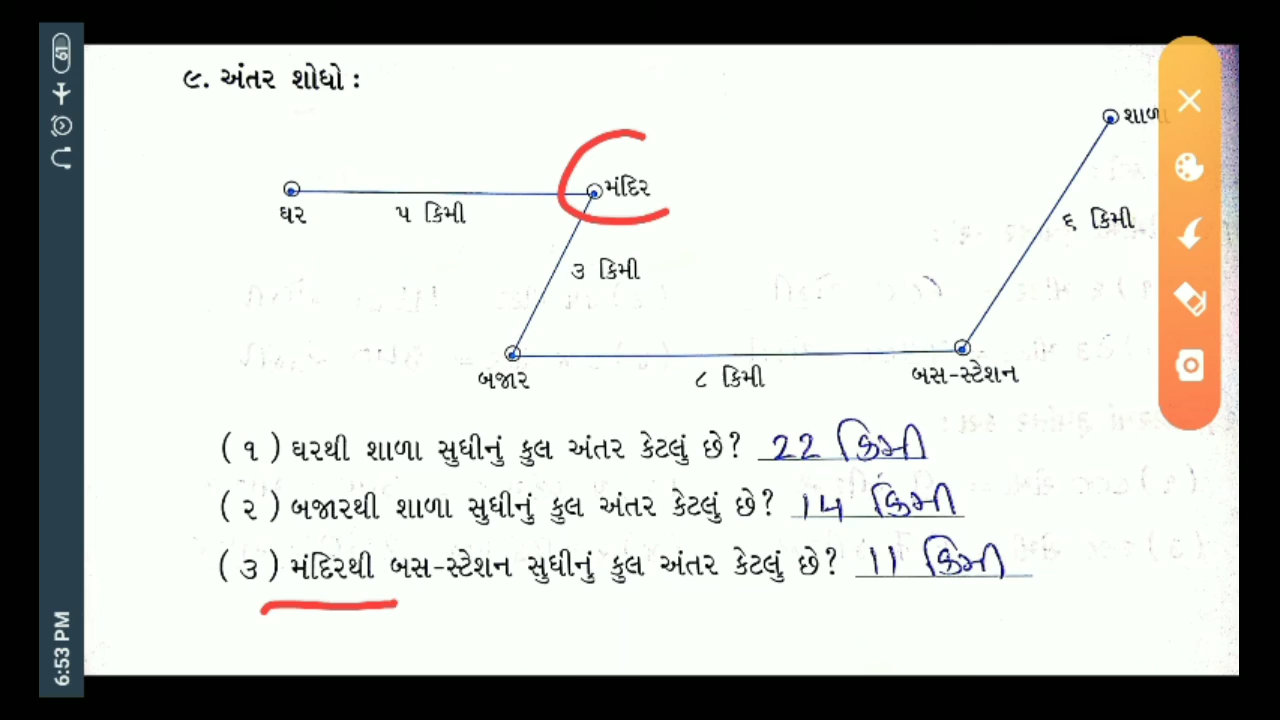 ૯. અંતર શોધો :
શાળા
મંદિર
ઘર
૫ કિમી
૬ કિમી
૩ કિમી
બજાર
૮ કિમી
બસ-સ્ટેશન
( ૧ ) ઘરથી શાળા સુધીનું કુલ અંતર કેટલું છે? 22 કિમી
( ૨ ) બજારથી શાળા સુધીનું કુલ અંતર કેટલું છે? 14 કિમી
( ૩ ) મંદિરથી બસ-સ્ટેશન સુધીનું કુલ અંતર કેટલું છે? 11 કિમી
61
6:53 PM